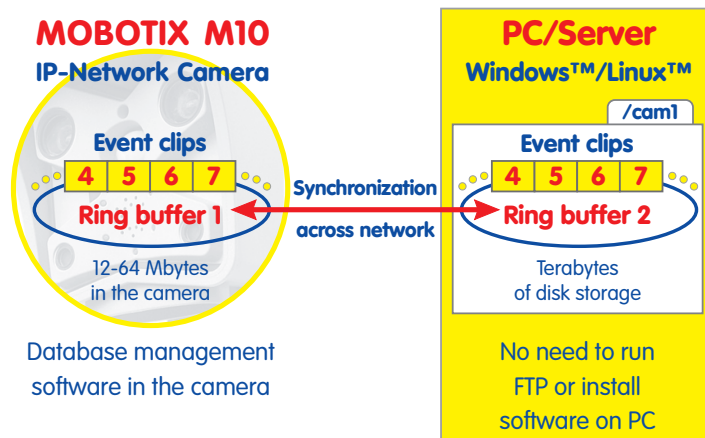 MOBOTIX M10
IP-Network Camera
Event clips
4 5 6 7
Ring buffer 1
12-64 Mbytes
in the camera
Database management
software in the camera
Synchronization
across network
PC/Server
Windows™/Linux™
/cam1
Event clips
4 5 6 7
Ring buffer 2
Terabytes
of disk storage
No need to run
FTP or install
software on PC